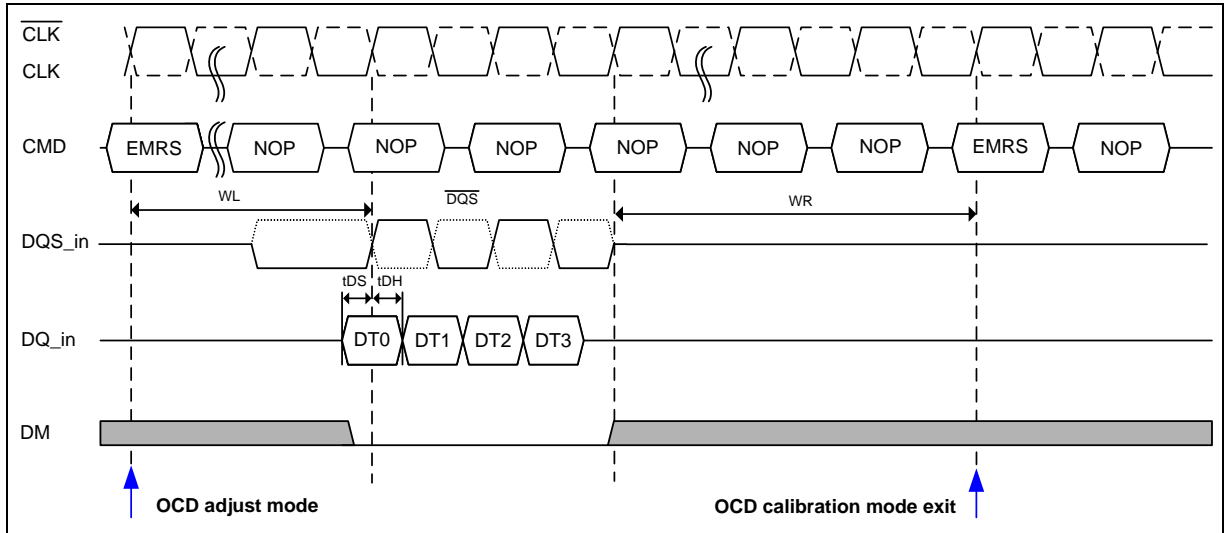 CLK
CLK
CMD EMRS NOP NOP NOP NOP NOP NOP EMRS NOP
WL DQS WR
DQS_in
tDS tDH
DQ_in DT0 DT1 DT2 DT3
DM
OCD adjust mode OCD calibration mode exit